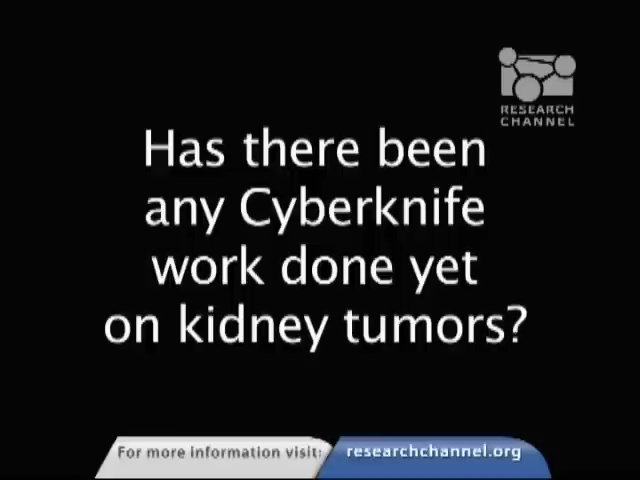 RESEARCH
CHANNEL
Has there been
any Cyberknife
work done yet
on kidney tumors?
For more information visit: researchchannel.org